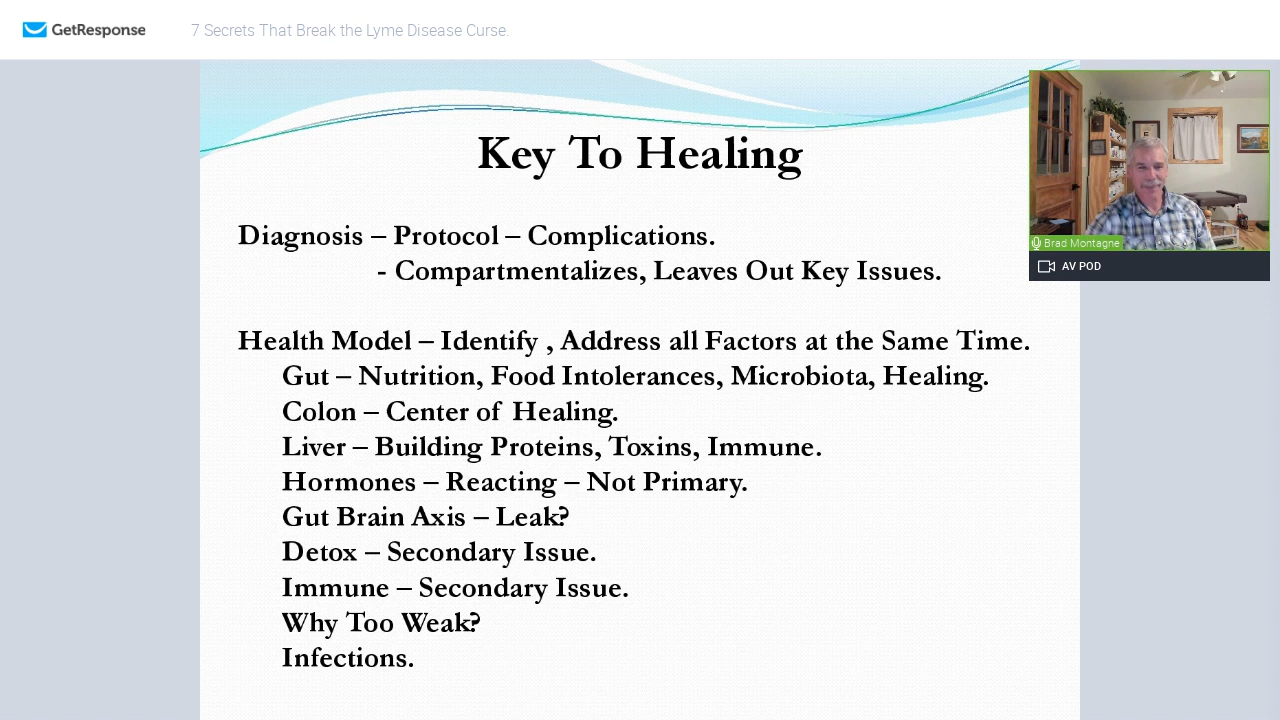 GetResponse
7 Secrets That Break the Lyme Disease Curse.
Key To Healing
Diagnosis – Protocol – Complications.
- Compartmentalizes, Leaves Out Key Issues.
Health Model – Identify , Address all Factors at the Same Time.
Gut – Nutrition, Food Intolerances, Microbiota, Healing.
Colon – Center of Healing.
Liver – Building Proteins, Toxins, Immune.
Hormones – Reacting – Not Primary.
Gut Brain Axis – Leak?
Detox – Secondary Issue.
Immune – Secondary Issue.
Why Too Weak?
Infections.
Brad Montagne
AV POD